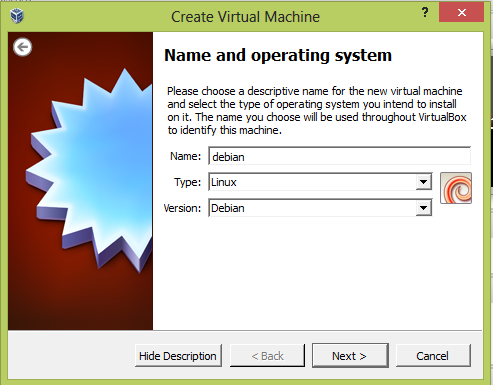 Create Virtual Machine
?
Name and operating system
Please choose a descriptive name for the new virtual machine
and select the type of operating system you intend to install
on it. The name you choose will be used throughout VirtualBox
to identify this machine.
Name: debian
Type: Linux
Version: Debian
Hide Description < Back Next > Cancel